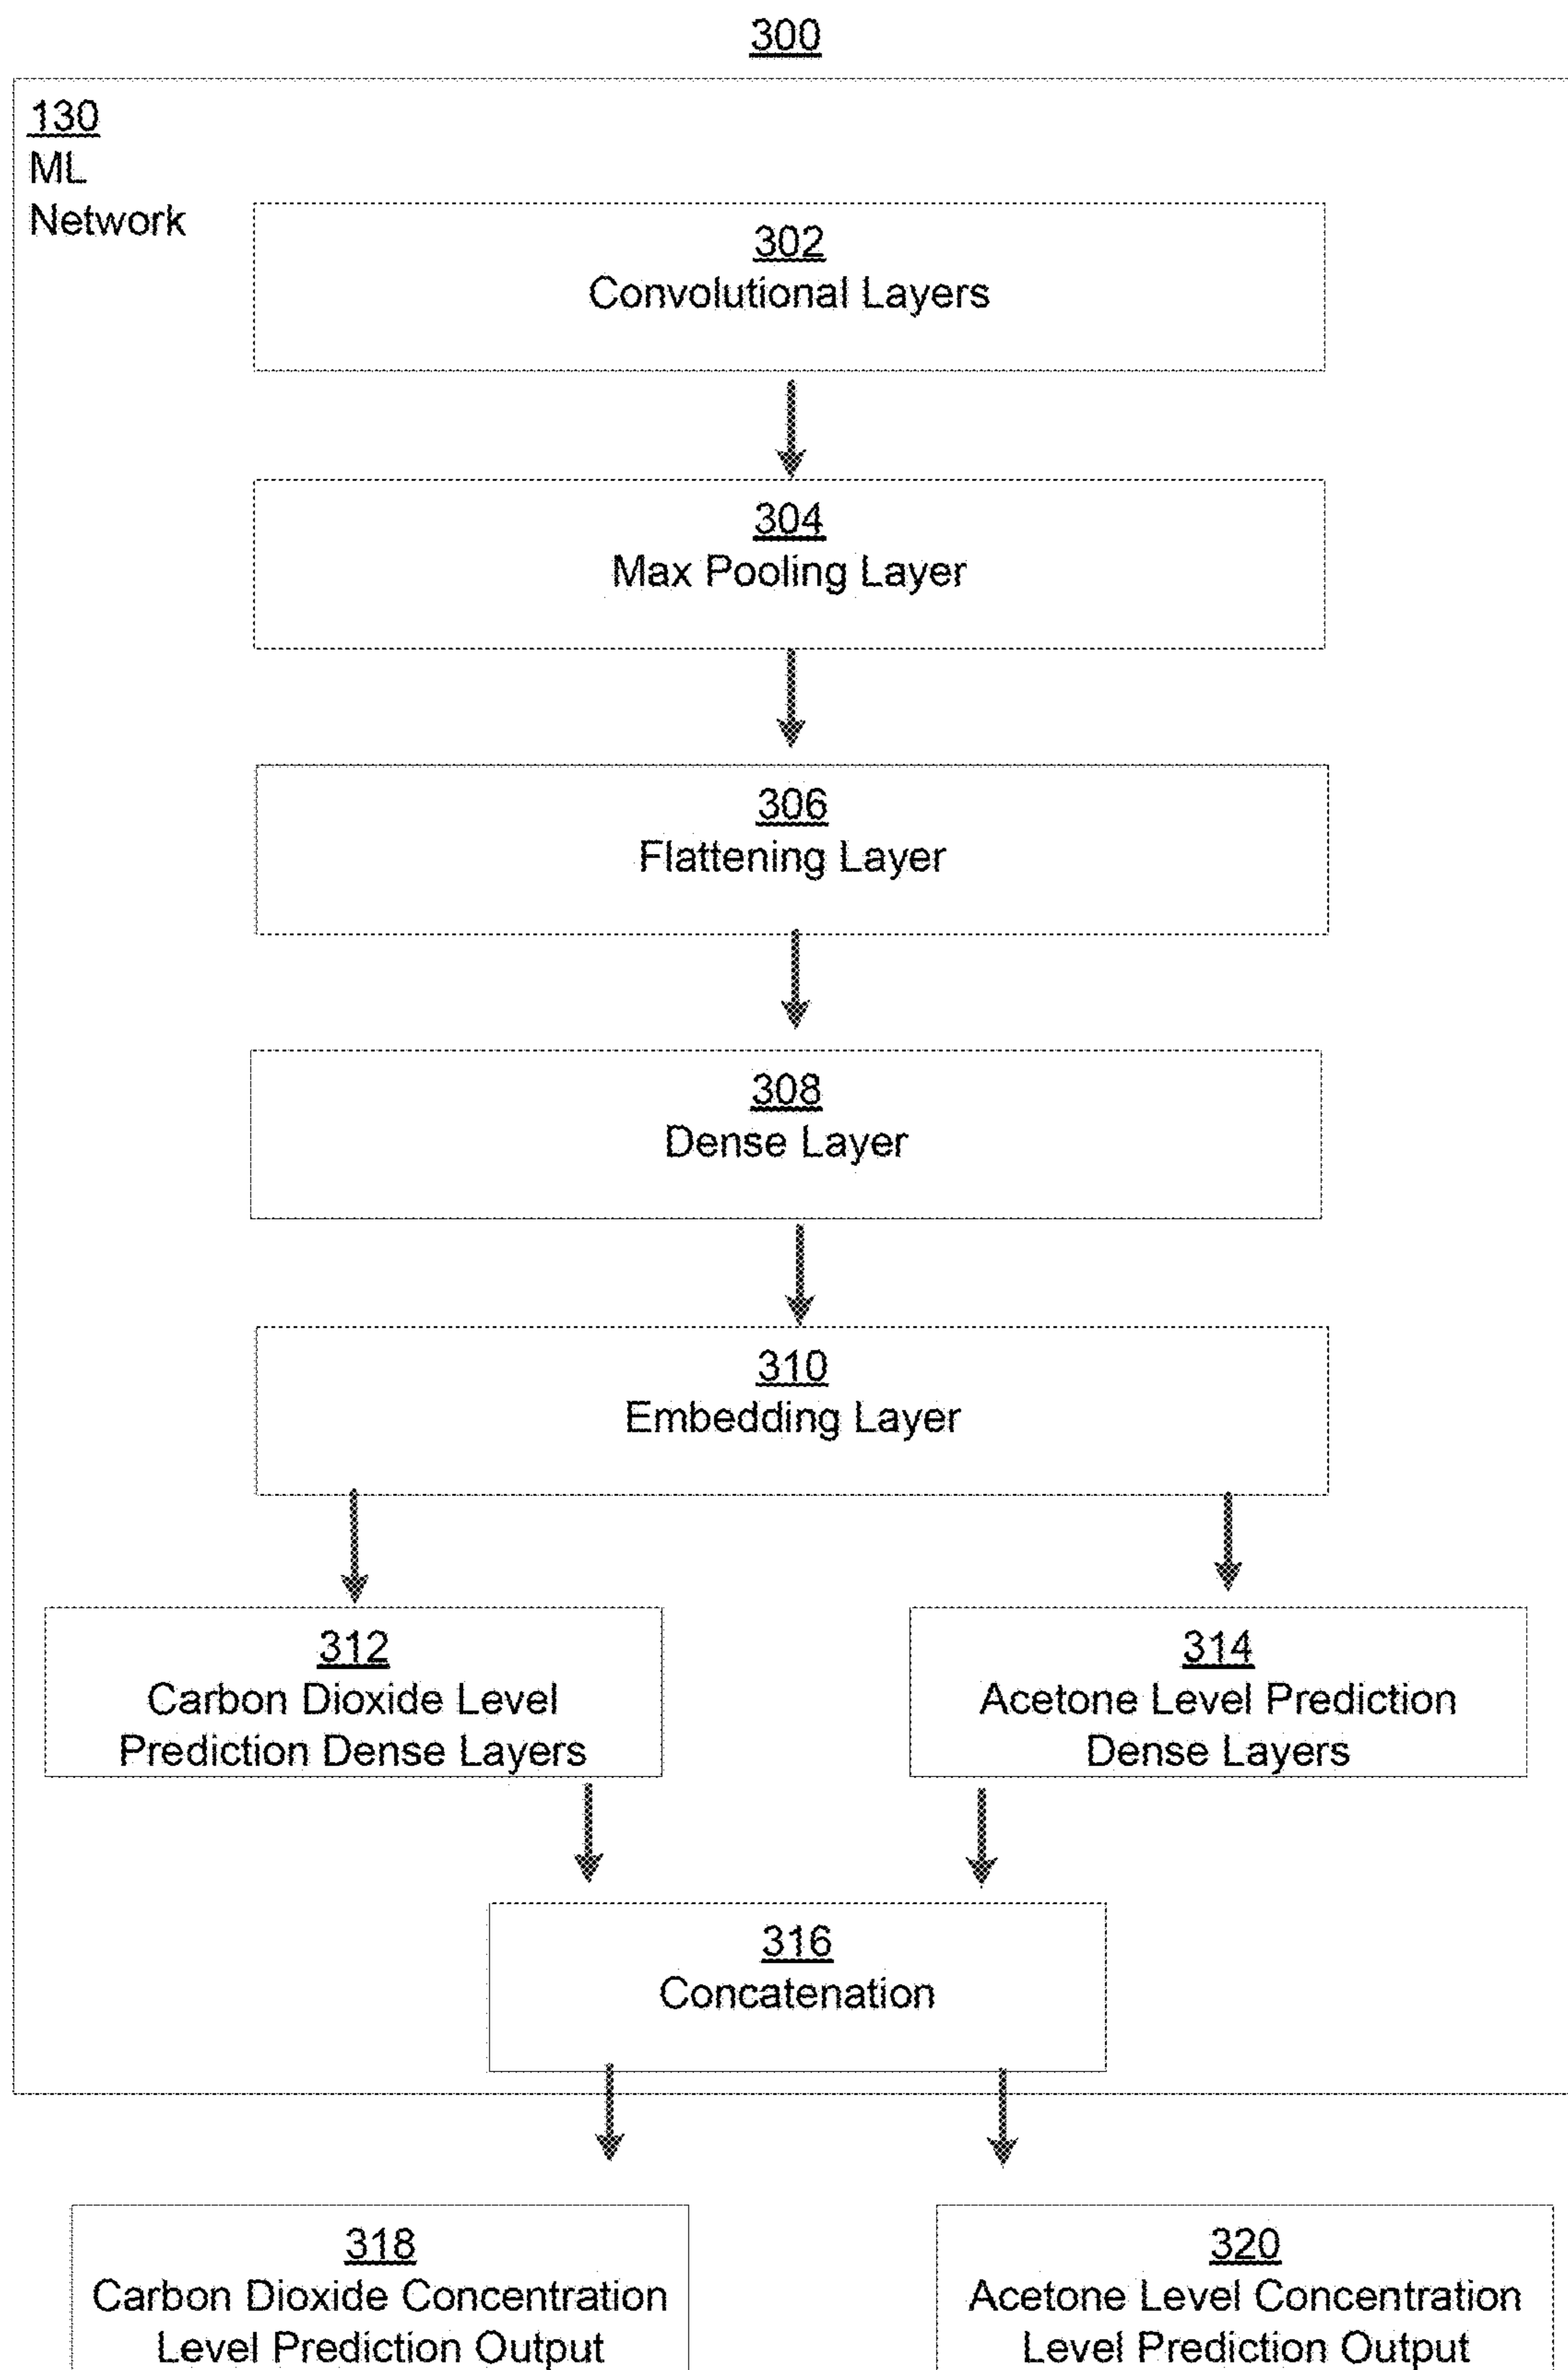 300
130
ML
Network
302
Convolutional Layers
304
Max Pooling Layer
306
Flattening Layer
308
Dense Layer
310
Embedding Layer
312
Carbon Dioxide Level
Prediction Dense Layers
314
Acetone Level Prediction
Dense Layers
316
Concatenation
318
Carbon Dioxide Concentration
Level Prediction Output
320
Acetone Level Concentration
Level Prediction Output